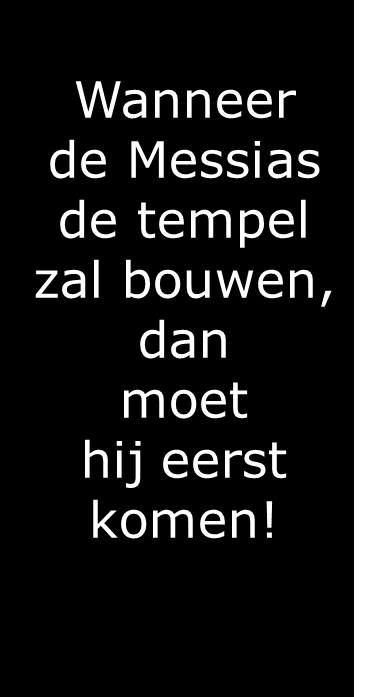 Wanneer
de Messias
de tempel
zal bouwen,
dan
moet
hij eerst
komen!